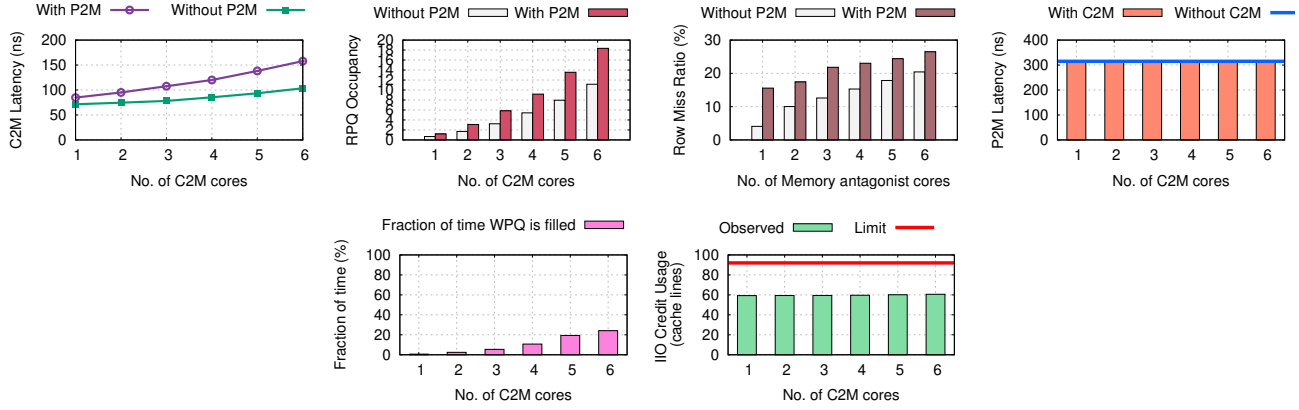 With P2M Without P2M
C2M Latency (ns)
200
150
100
50
0
1 2 3 4 5 6
No. of C2M cores
Without P2M With P2M
RPQ Occupancy
20
18
16
14
12
10
8
6
4
2
0
1 2 3 4 5 6
No. of C2M cores
Without P2M With P2M
Row Miss Ratio (%)
30
20
10
0
1 2 3 4 5 6
No. of Memory antagonist cores
With C2M Without C2M
P2M Latency (ns)
400
300
200
100
0
1 2 3 4 5 6
No. of C2M cores
Fraction of time WPQ is filled
Fraction of time (%)
100
80
60
40
20
0
1 2 3 4 5 6
No. of C2M cores
Observed Limit
IIO Credit Usage
(cache lines)
100
80
60
40
20
0
1 2 3 4 5 6
No. of C2M cores